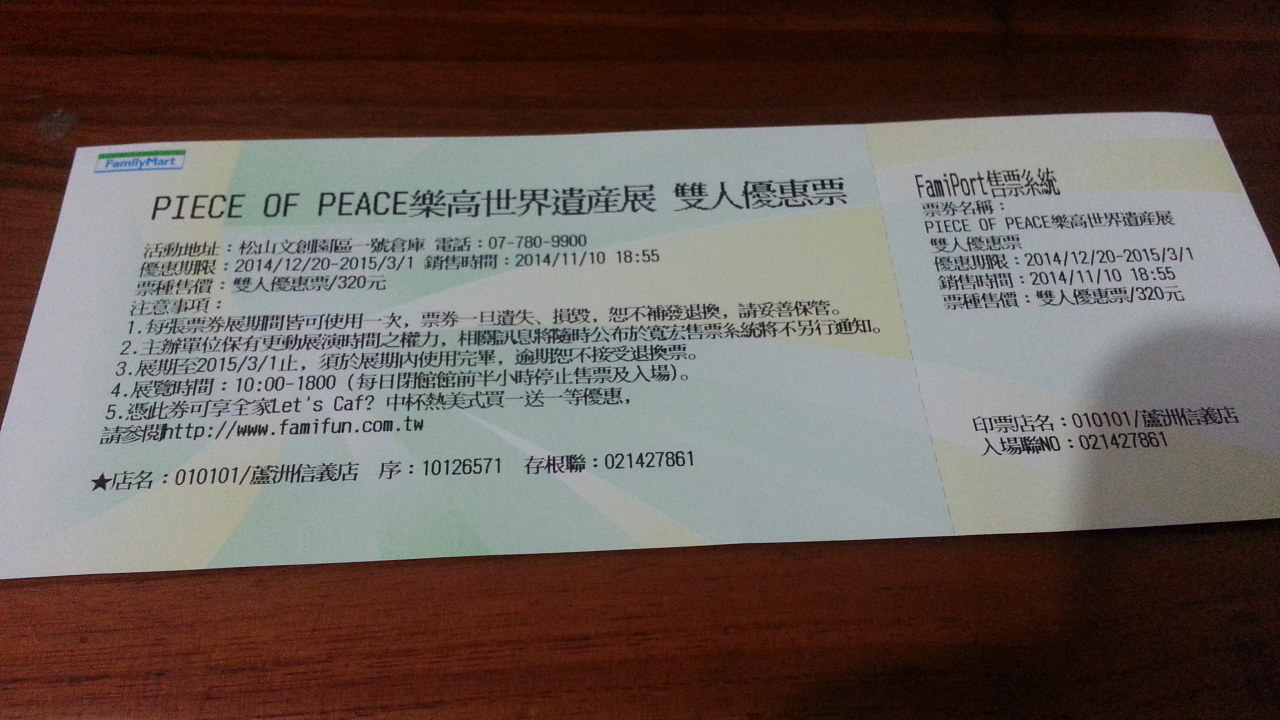 FamilyMart
PIECE OF PEACE樂高世界遺產展 雙人優惠票
活動地址：松山文創園區一號倉庫 電話：07-780-9900
優惠期限：2014/12/20-2015/3/1 銷售時間：2014/11/10 18:55
票種售價：雙人優惠票/320元
注意事項：
1.每張票券展期間皆可使用一次，票券一旦遺失、損毀，恕不補發退換，請妥善保管。
2.主辦單位保有更動展演時間之權力，相關訊息將隨時公布於寬宏售票系統將不另行通知。
3.展期至2015/3/1止，須於展期內使用完畢，逾期恕不接受退換票。
4.展覽時間：10:00-1800（每日閉館館前半小時停止售票及入場）。
5.憑此券可享全家Let's Caf? 中杯熱美式買一送一等優惠，
請參閱http://www.famifun.com.tw
★店名：010101/蘆洲信義店 序：10126571 存根聯：021427861
FamiPort售票系統
票券名稱：
PIECE OF PEACE樂高世界遺產展
雙人優惠票
優惠期限：2014/12/20-2015/3/1
銷售時間：2014/11/10 18:55
票種售價：雙人優惠票/320元
印票店名：010101/蘆洲信義店
入場聯NO：021427861